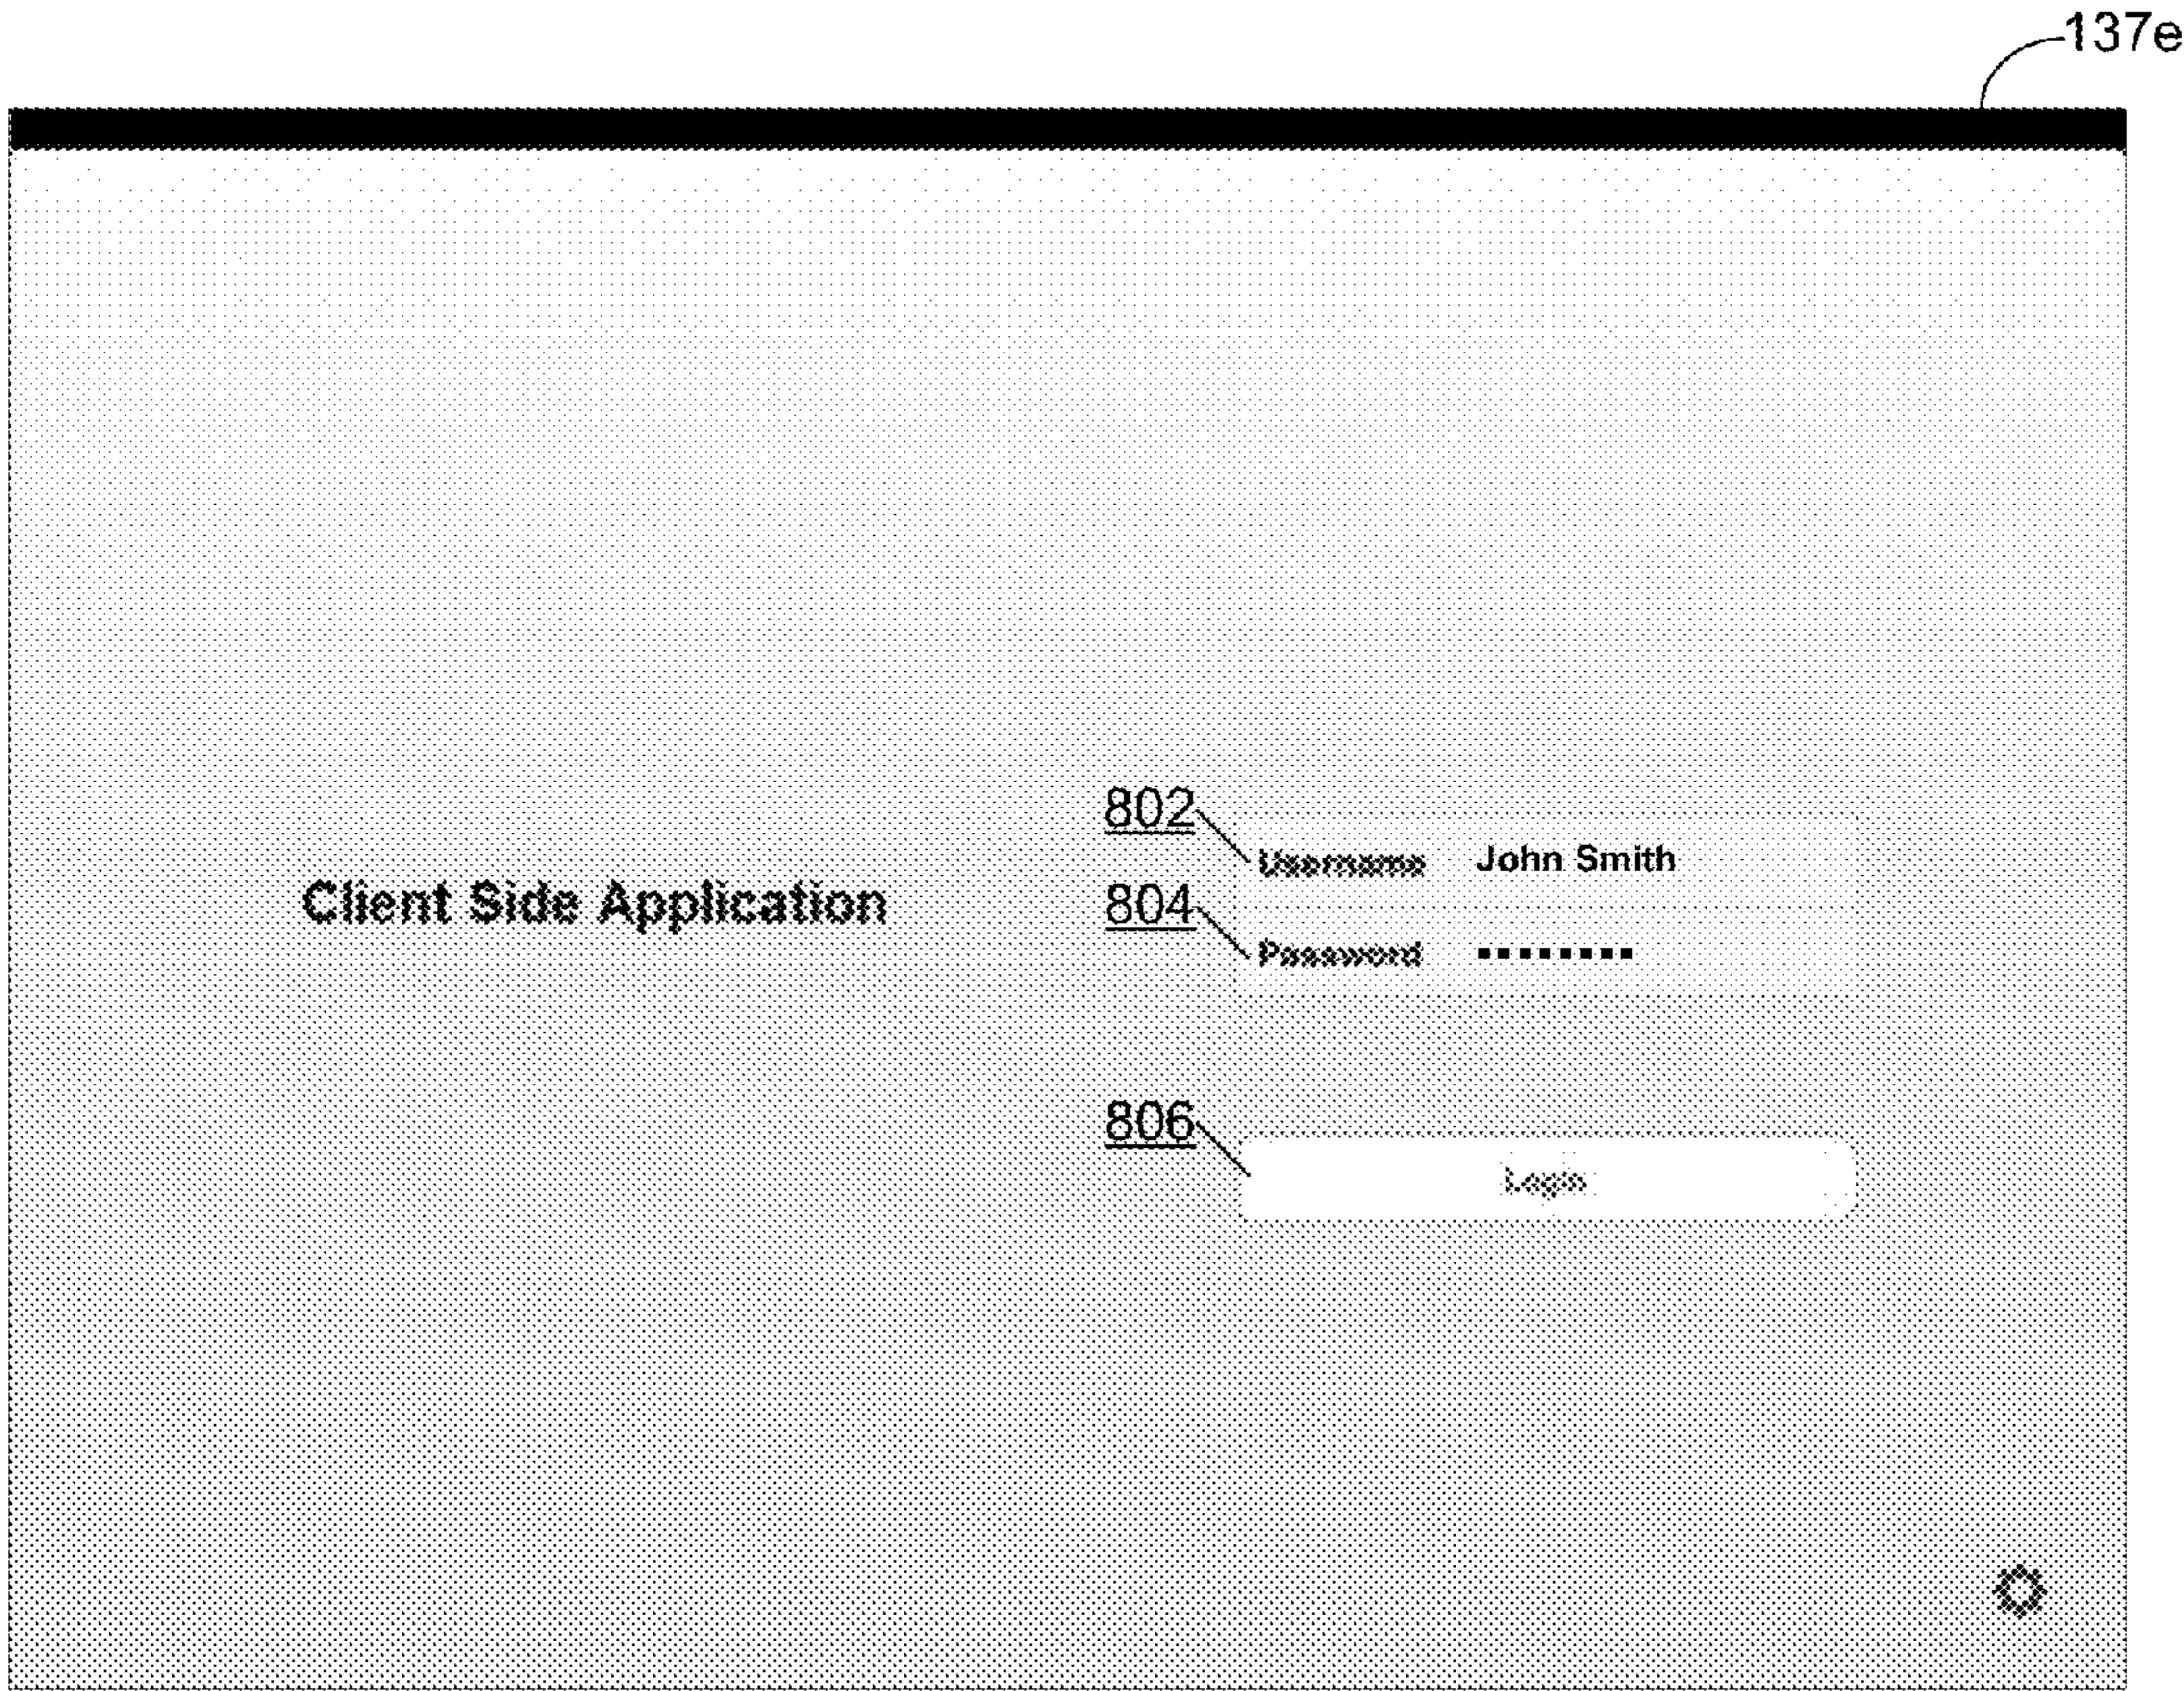 137e
802
Username John Smith
Client Side Application
804
Password ▪▪▪▪▪▪▪▪
806
Login